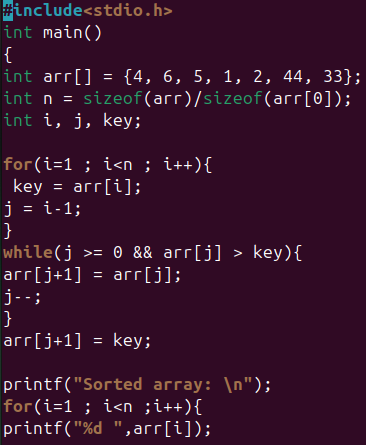 #include<stdio.h>
int main()
{
int arr[] = {4, 6, 5, 1, 2, 44, 33};
int n = sizeof(arr)/sizeof(arr[0]);
int i, j, key;

for(i=1 ; i<n ; i++){
 key = arr[i];
j = i-1;
}
while(j >= 0 && arr[j] > key){
arr[j+1] = arr[j];
j--;
}
arr[j+1] = key;

printf("Sorted array: \n");
for(i=1 ; i<n ;i++){
printf("%d ",arr[i]);